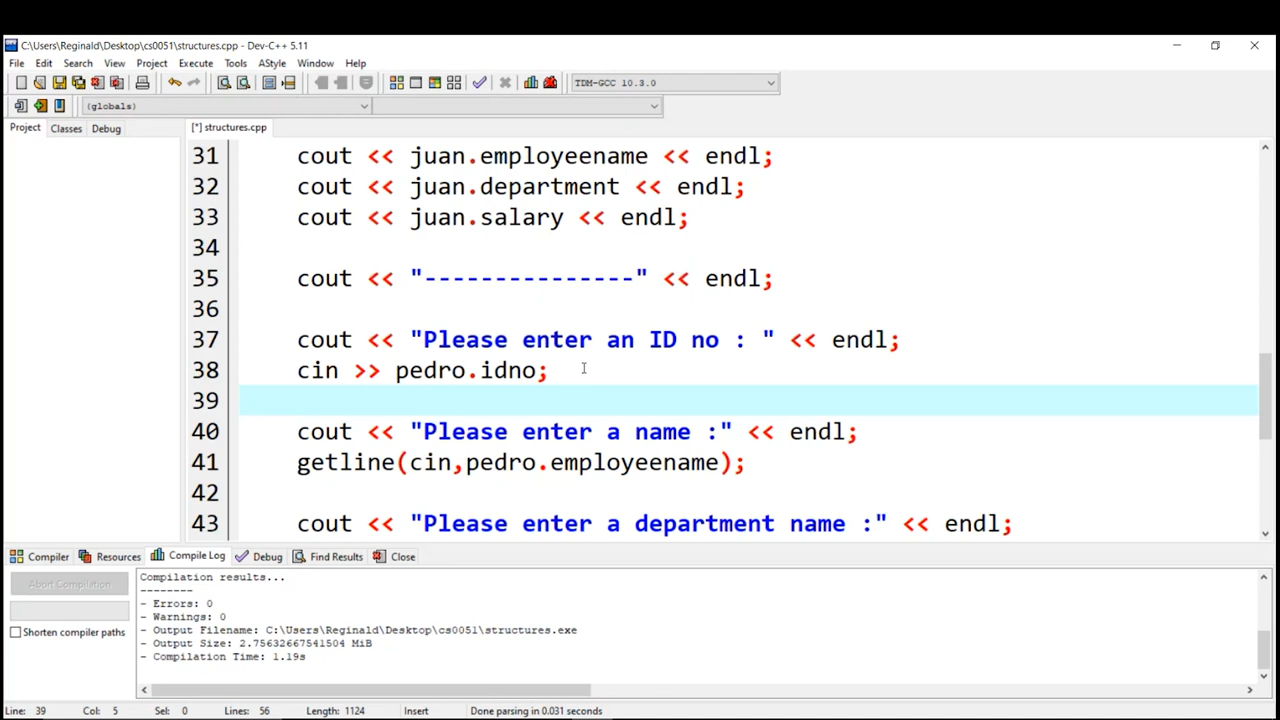 C:\Users\Reginald\Desktop\cs0051\structures.cpp - Dev-C++ 5.11
File Edit Search View Project Execute Tools AStyle Window Help
TDM-GCC 10.3.0
(globals)
Project Classes Debug [*] structures.cpp
31 cout << juan.employeename << endl;
32 cout << juan.department << endl;
33 cout << juan.salary << endl;
34
35 cout << "---------------" << endl;
36
37 cout << "Please enter an ID no : " << endl;
38 cin >> pedro.idno;
39
40 cout << "Please enter a name :" << endl;
41 getline(cin,pedro.employeename);
42
43 cout << "Please enter a department name :" << endl;
Compiler Resources Compile Log Debug Find Results Close
Abort Compilation
Shorten compiler paths
Compilation results...
--------
- Errors: 0
- Warnings: 0
- Output Filename: C:\Users\Reginald\Desktop\cs0051\structures.exe
- Output Size: 2.75632667541504 MiB
- Compilation Time: 1.19s
Line: 39 Col: 5 Sel: 0 Lines: 56 Length: 1124 Insert Done parsing in 0.031 seconds